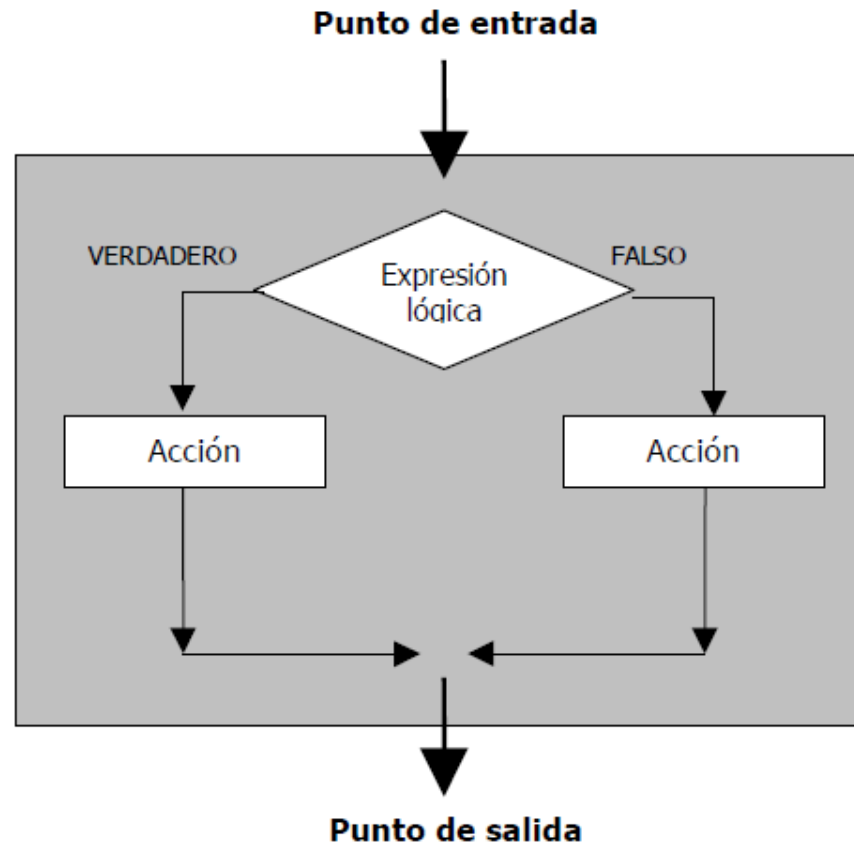 Punto de entrada
VERDADERO
FALSO
Expresión
lógica
Acción
Acción
Punto de salida